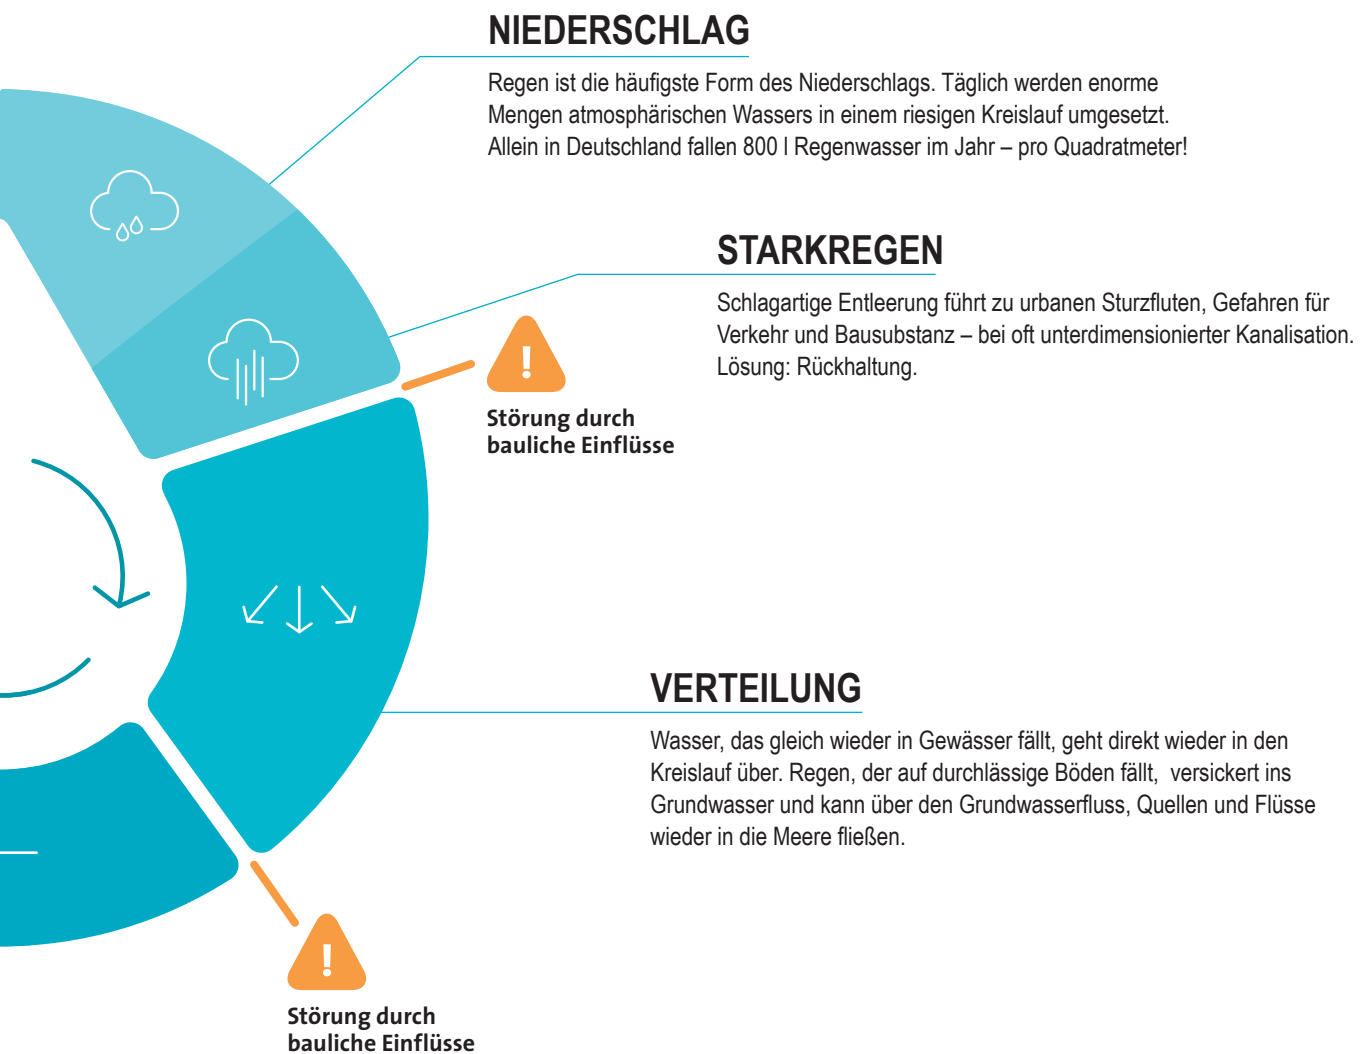 NIEDERSCHLAG
Regen ist die häufigste Form des Niederschlags. Täglich werden enorme
Mengen atmosphärischen Wassers in einem riesigen Kreislauf umgesetzt.
Allein in Deutschland fallen 800 l Regenwasser im Jahr – pro Quadratmeter!
STARKREGEN
Schlagartige Entleerung führt zu urbanen Sturzfluten, Gefahren für
Verkehr und Bausubstanz – bei oft unterdimensionierter Kanalisation.
Lösung: Rückhaltung.
!
Störung durch
bauliche Einflüsse
VERTEILUNG
Wasser, das gleich wieder in Gewässer fällt, geht direkt wieder in den
Kreislauf über. Regen, der auf durchlässige Böden fällt, versickert ins
Grundwasser und kann über den Grundwasserfluss, Quellen und Flüsse
wieder in die Meere fließen.
!
Störung durch
bauliche Einflüsse